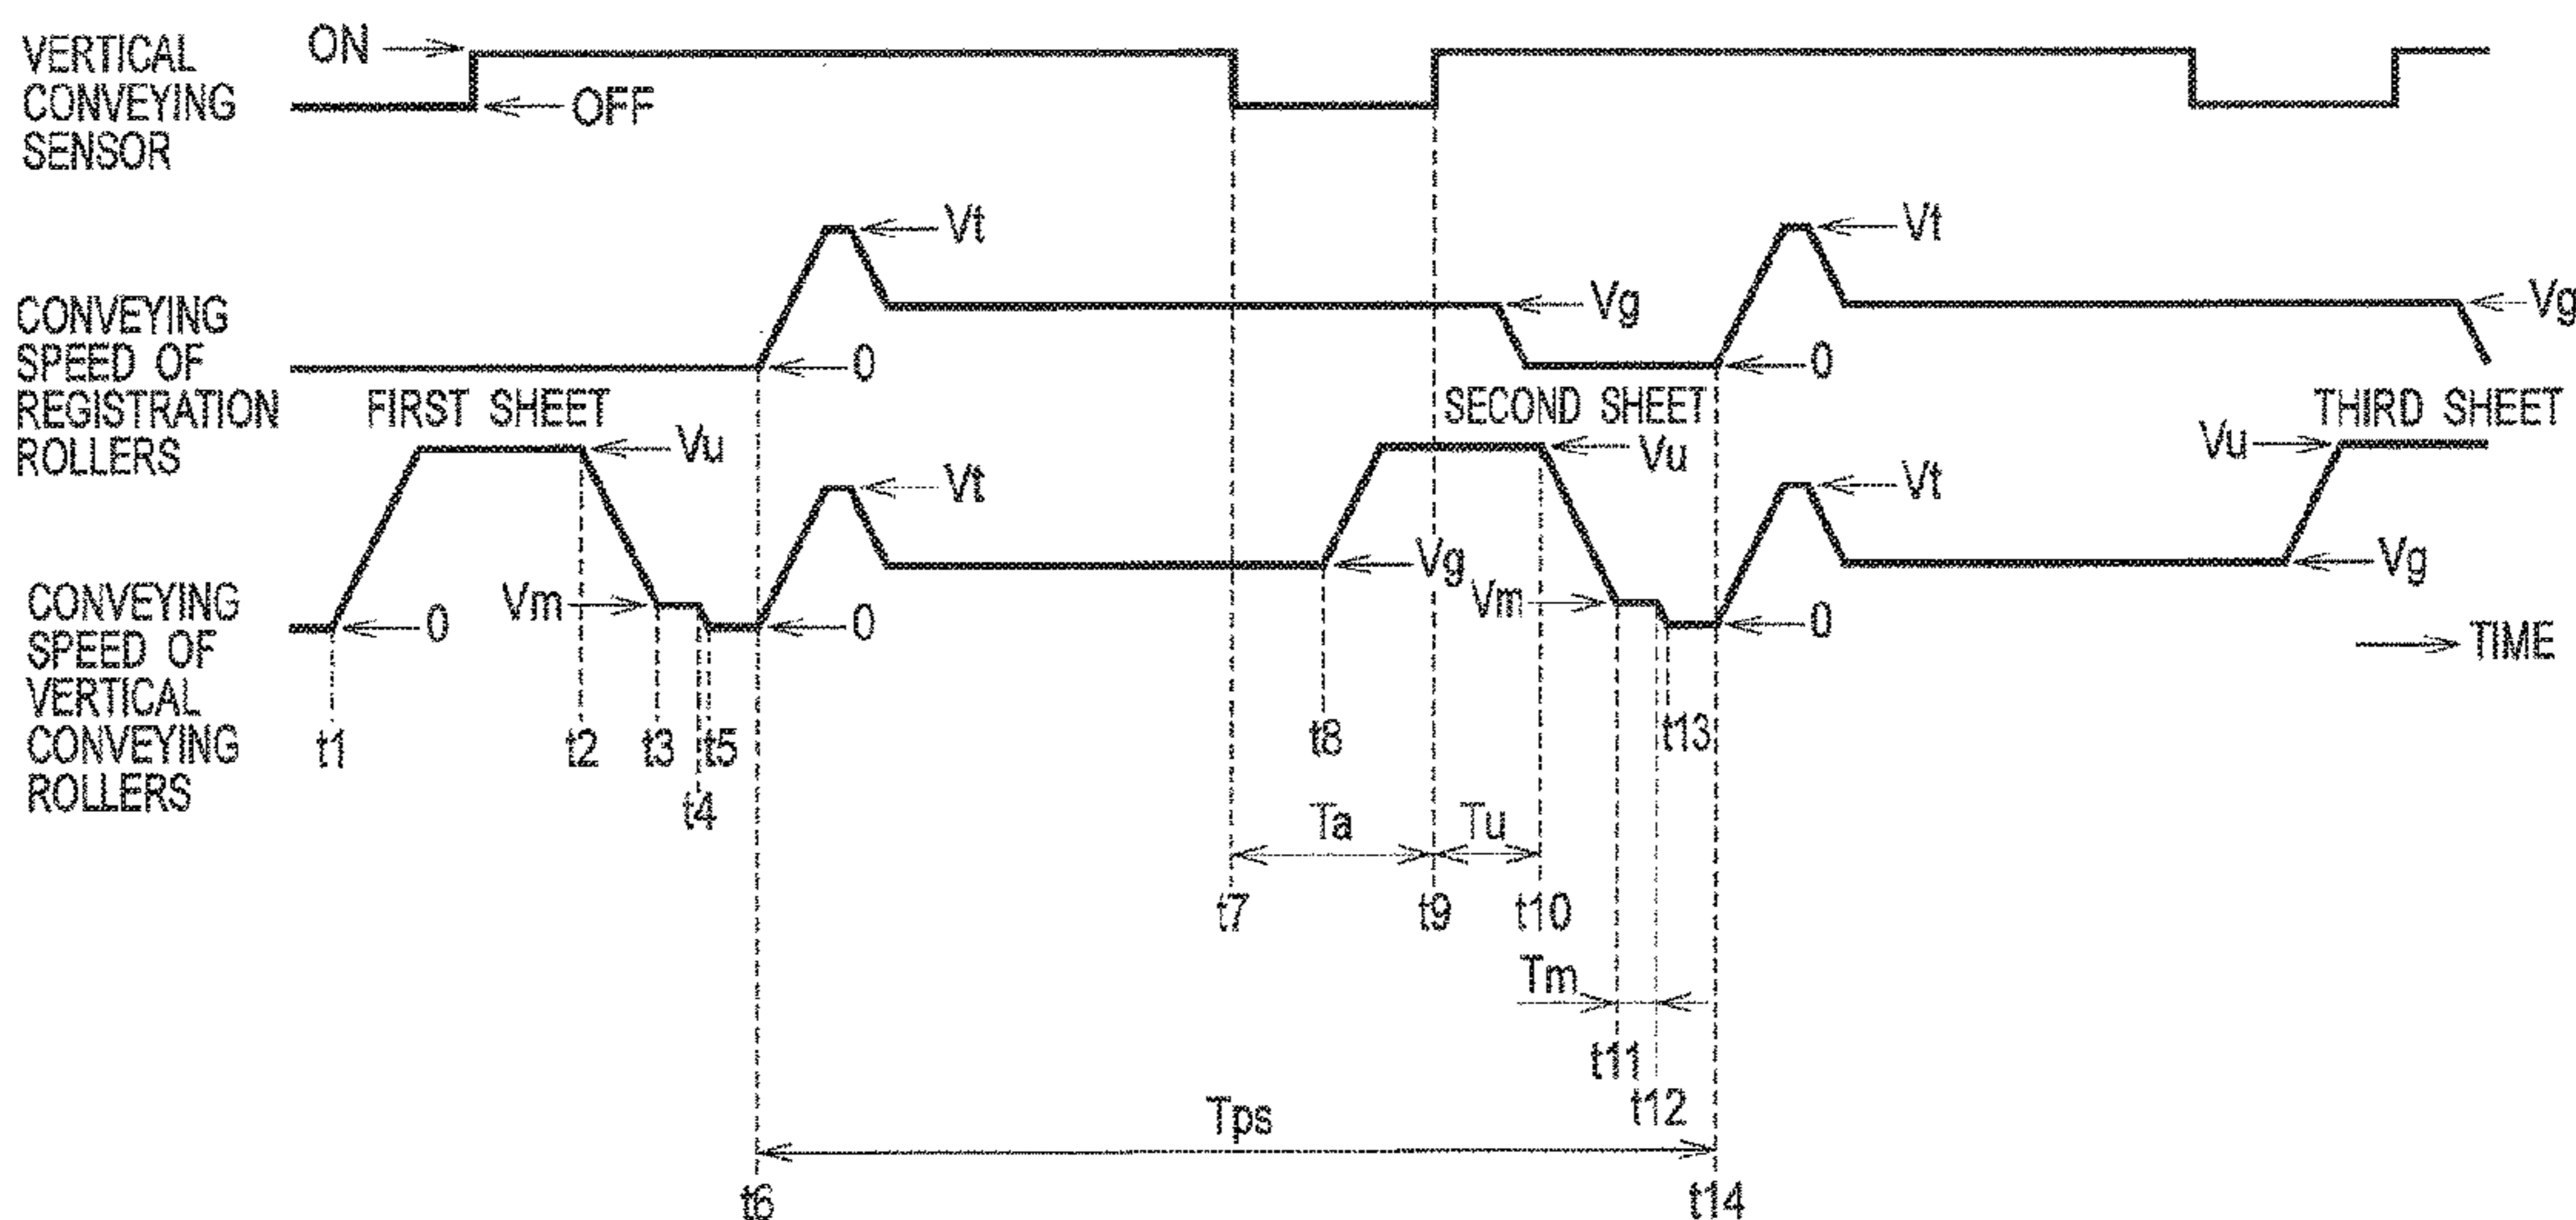 VERTICAL
CONVEYING
SENSOR
ON
OFF
CONVEYING
SPEED OF
REGISTRATION
ROLLERS
Vt
Vg
0
Vt
0
Vg
FIRST SHEET
SECOND SHEET
THIRD SHEET
CONVEYING
SPEED OF
VERTICAL
CONVEYING
ROLLERS
0
Vu
Vm
0
Vt
Vg
Vu
Vm
0
Vt
Vu
Vg
TIME
t1
t2
t3
t4
t5
t8
t13
Ta
Tu
t7
t9
t10
Tm
t11
t12
Tps
t6
t14